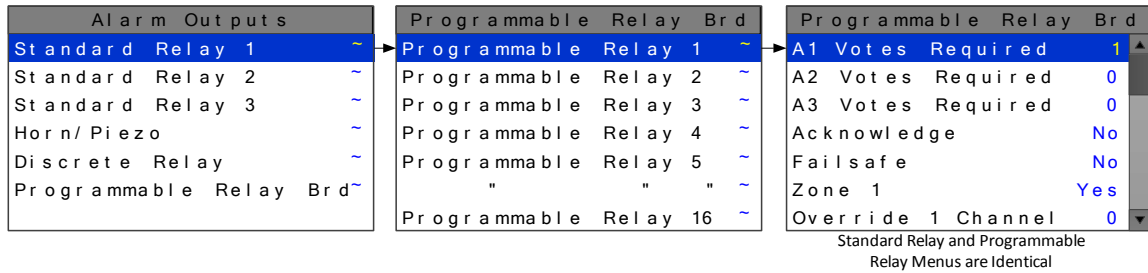 Alarm Outputs
Standard Relay 1 ~
Standard Relay 2 ~
Standard Relay 3 ~
Horn/Piezo ~
Discrete Relay ~
Programmable Relay Brd ~
Programmable Relay Brd
Programmable Relay 1 ~
Programmable Relay 2 ~
Programmable Relay 3 ~
Programmable Relay 4 ~
Programmable Relay 5 ~
" " " ~
Programmable Relay 16 ~
Programmable Relay Brd
A1 Votes Required 1
A2 Votes Required 0
A3 Votes Required 0
Acknowledge No
Failsafe No
Zone 1 Yes
Override 1 Channel 0
Standard Relay and Programmable
Relay Menus are Identical